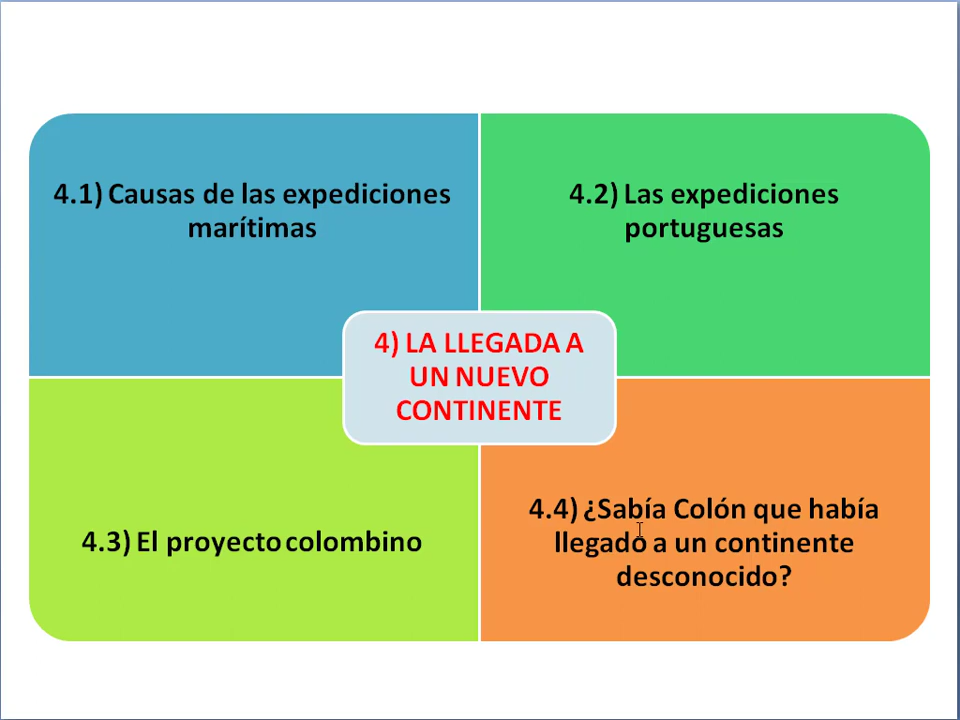 4.1) Causas de las expediciones
marítimas
4.2) Las expediciones
portuguesas
4) LA LLEGADA A
UN NUEVO
CONTINENTE
4.3) El proyecto colombino
4.4) ¿Sabía Colón que había
llegado a un continente
desconocido?